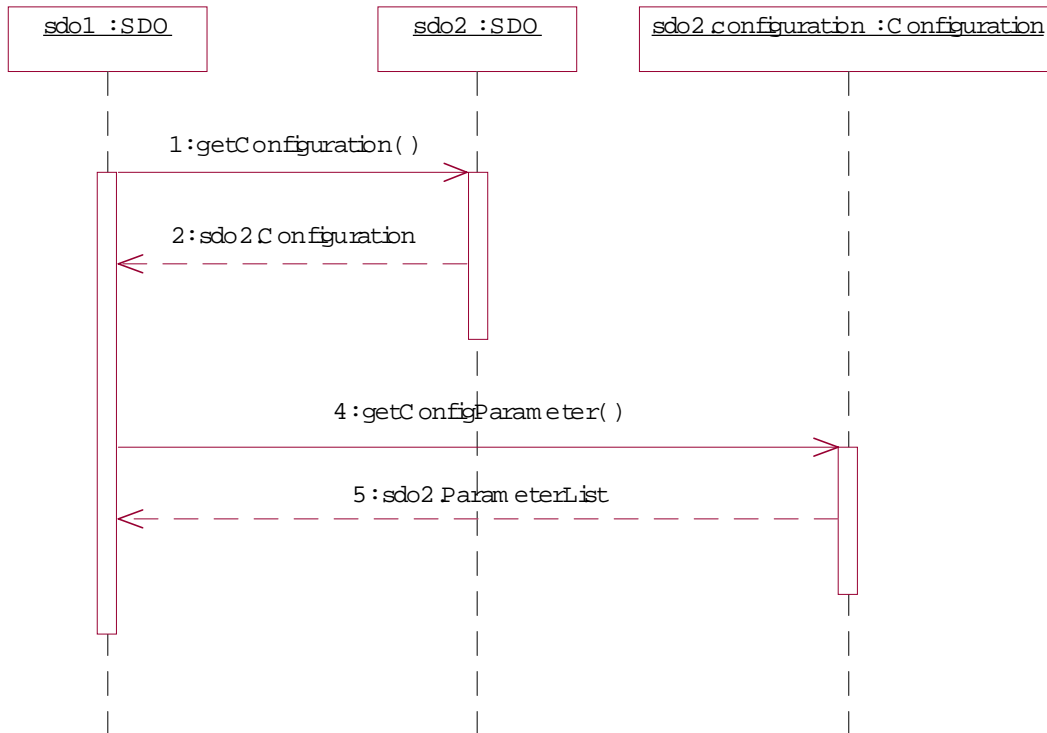 sdo1 :SDO
sdo2 :SDO
sdo2.configuration :Configuration
1:getConfiguration()
2:sdo2.Configuration
4:getConfigParameter()
5:sdo2.ParameterList